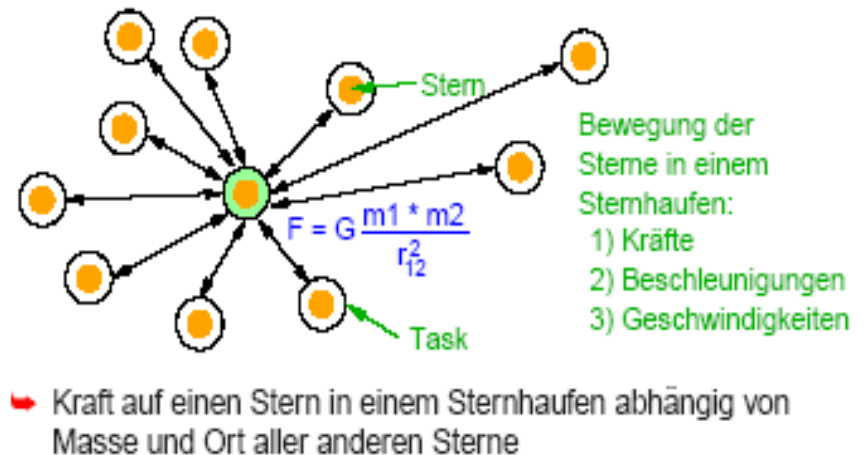 Stern
Bewegung der
Sterne in einem
Sternhaufen:
1) Kräfte
2) Beschleunigungen
3) Geschwindigkeiten
F = G m1 * m2
r₁₂²
Task
Kraft auf einen Stern in einem Sternhaufen abhängig von
Masse und Ort aller anderen Sterne